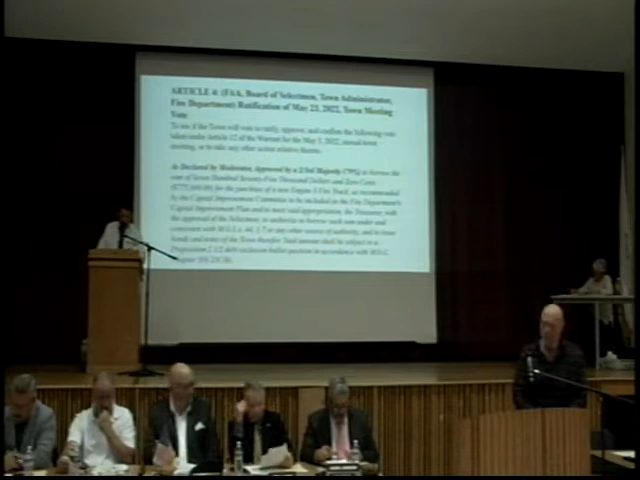 ARTICLE 4: (FAA, Board of Selectmen, Town Administrator,
Fire Department) Ratification of May 23, 2022, Town Meeting
Vote
To see if the Town will vote to ratify, approve, and confirm the following vote
taken under Article 12 of the Warrant for the May 3, 2022, annual town
meeting, or to take any other action relative thereto.
As Declared by Moderator, Approved by a 2/3rd Majority (79%) to borrow the
sum of Seven Hundred Seventy-Five Thousand Dollars and Zero Cents
($775,000.00) for the purchase of a new Engine 3 Fire Truck, as recommended
by the Capital Improvement Committee to be included as the Fire Department's
Capital Improvement Plan and to meet said appropriation, the Treasurer, with
the approval of the Selectmen, is authorize to borrow such sum under and
consistent with M.G.L c. 44, § 7 or any other source of authority, and to issue
bonds and notes of the Town therefor. Said amount shall be subject to a
Proposition 2 1/2 debt exclusion ballot question in accordance with M.G.L